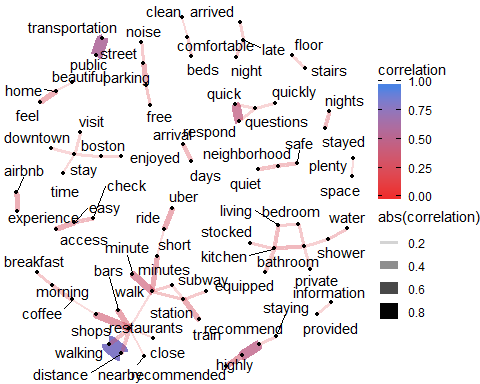 clean arrived
transportation noise
street comfortable late floor
public
beautiful parking beds night stairs
home quick quickly nights
feel free
visit arrival respond questions
downtown boston enjoyed neighborhood safe stayed
airbnb stay days quiet plenty
time check space
uber living bedroom water
experience easy ride stocked
access short kitchen shower
breakfast minute bathroom
bars minutes subway equipped private
morning walk information
coffee station staying
shops restaurants train recommend provided
walking close
distance nearby recommended highly
correlation
1.00
0.75
0.50
0.25
0.00
abs(correlation)
0.2
0.4
0.6
0.8